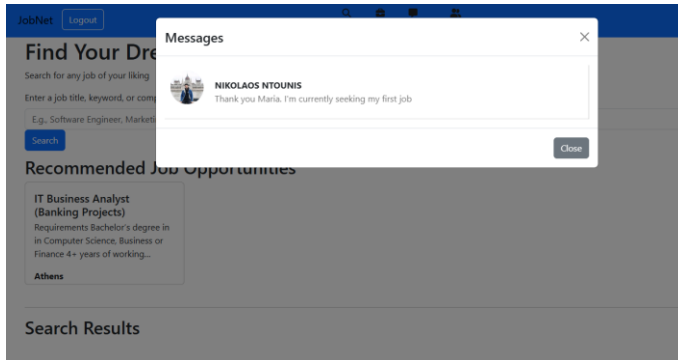 JobNet Logout
Messages
NIKOLAOS NTOUNIS
Thank you Maria. I'm currently seeking my first job
Close
Find Your Dre
Search for any job of your liking
Enter a job title, keyword, or comp
E.g., Software Engineer, Marketi
Search
Recommended Job Opportunities
IT Business Analyst
(Banking Projects)
Requirements Bachelor's degree in
in Computer Science, Business or
Finance 4+ years of working...
Athens
Search Results